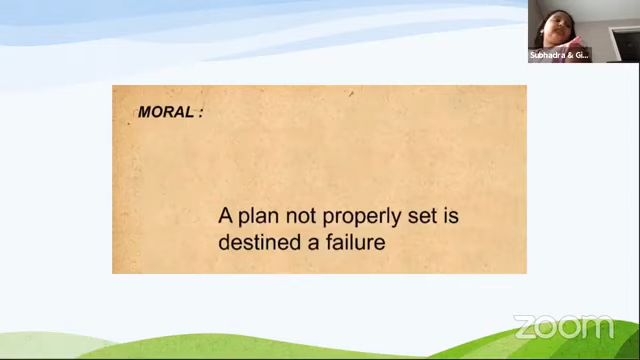 Subhadra & Gi...
MORAL :
A plan not properly set is
destined a failure
zoom